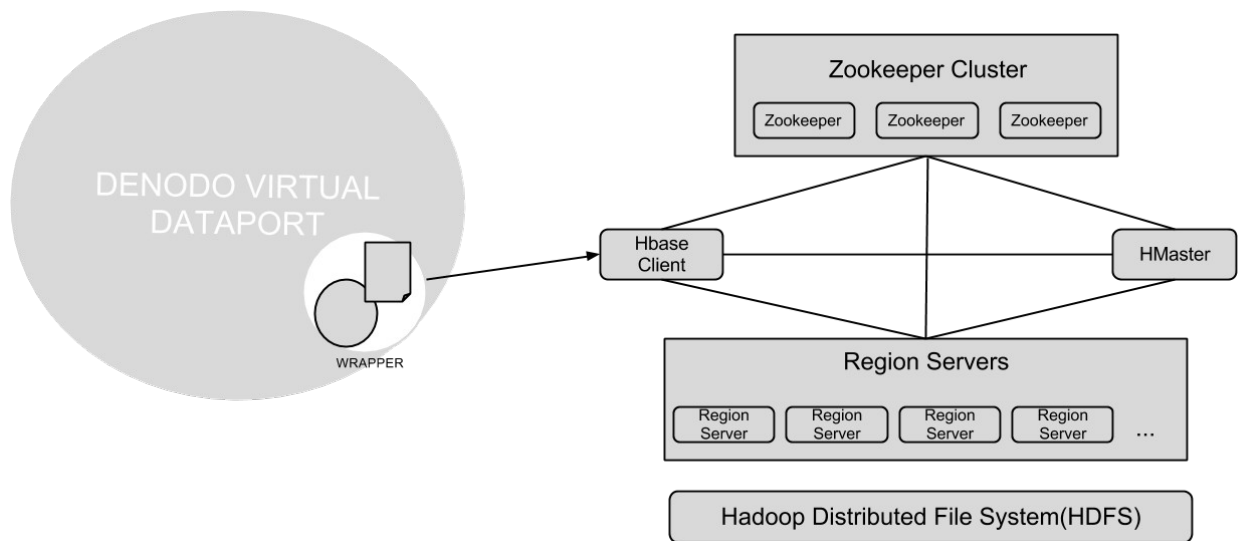 DENODO VIRTUAL
DATAPORT
WRAPPER
Zookeeper Cluster
Zookeeper Zookeeper Zookeeper
Hbase
Client
HMaster
Region Servers
Region Server
Region Server
Region Server
Region Server
...
Hadoop Distributed File System(HDFS)